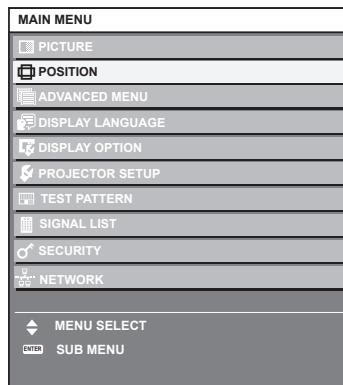 MAIN MENU
PICTURE
POSITION
ADVANCED MENU
DISPLAY LANGUAGE
DISPLAY OPTION
PROJECTOR SETUP
TEST PATTERN
SIGNAL LIST
SECURITY
NETWORK
MENU SELECT
ENTER SUB MENU